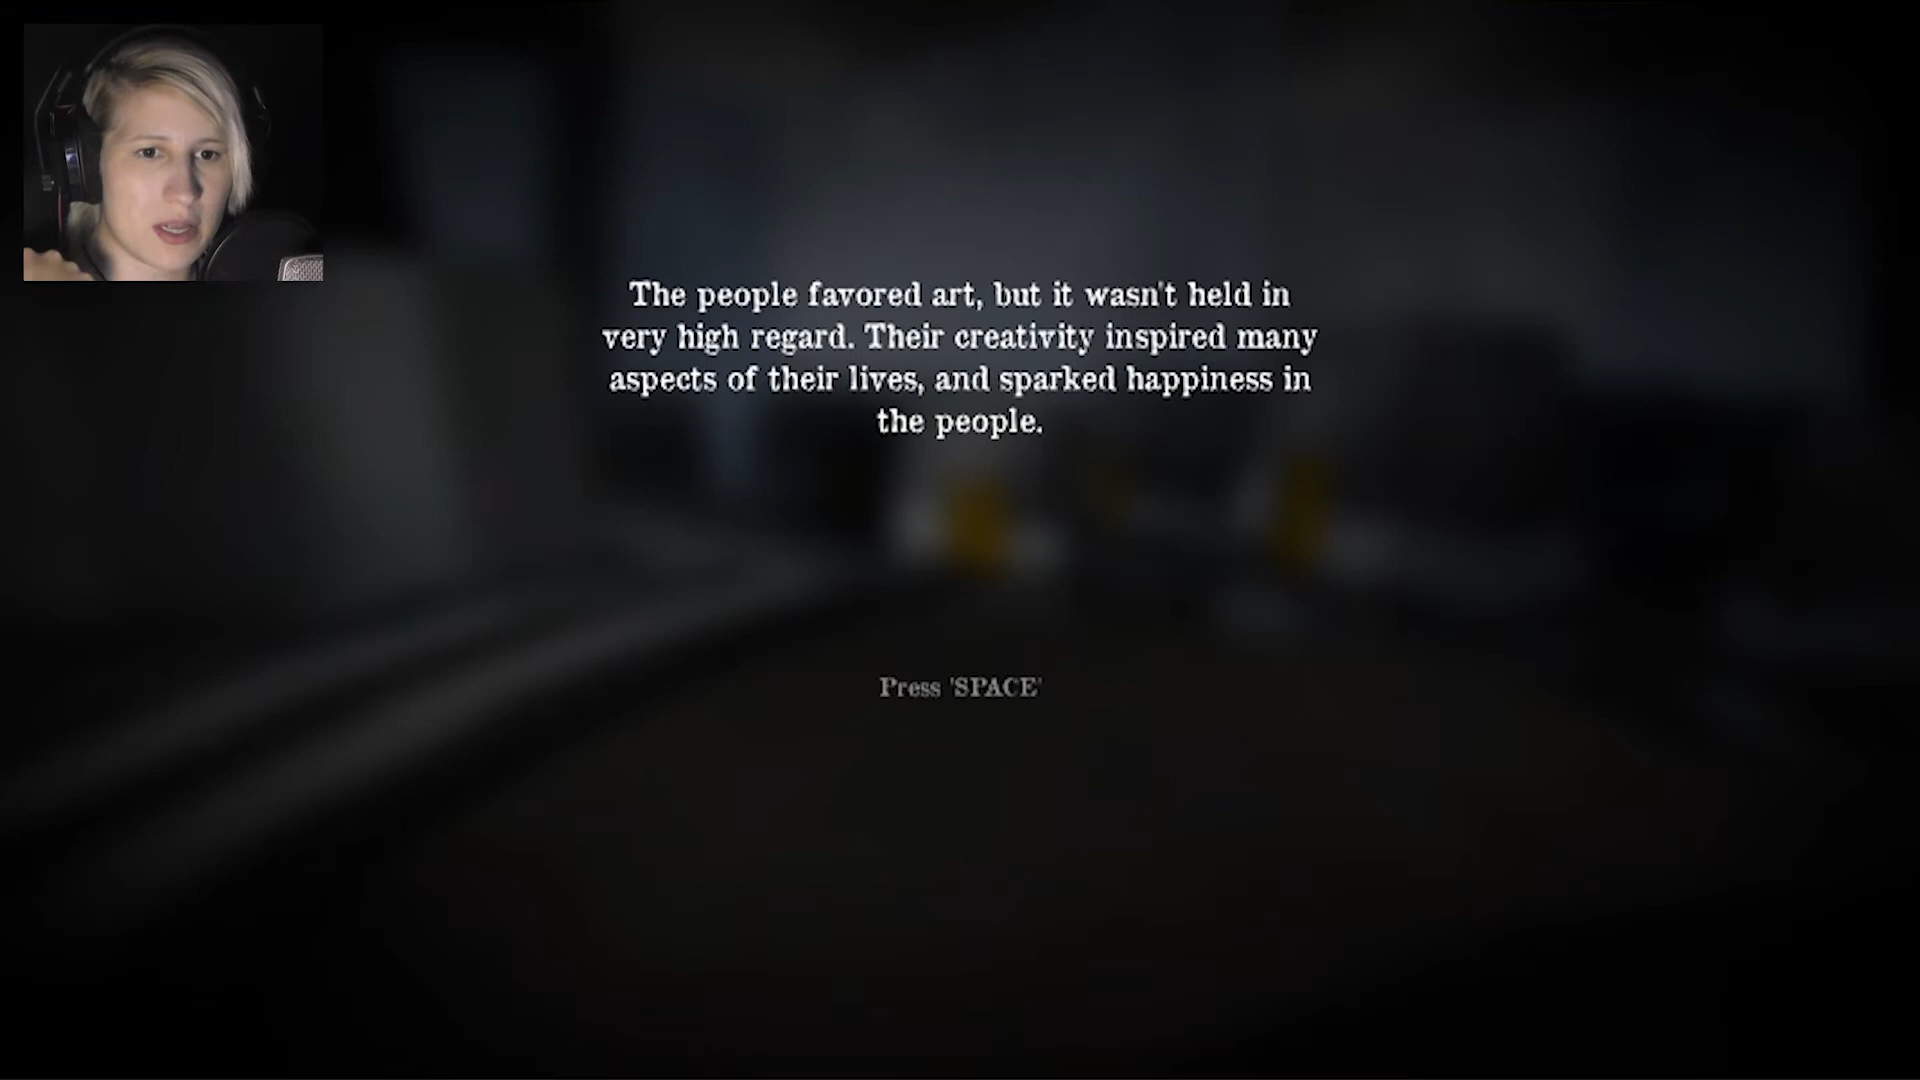 The people favored art, but it wasn't held in
very high regard. Their creativity inspired many
aspects of their lives, and sparked happiness in
the people.
Press 'SPACE'